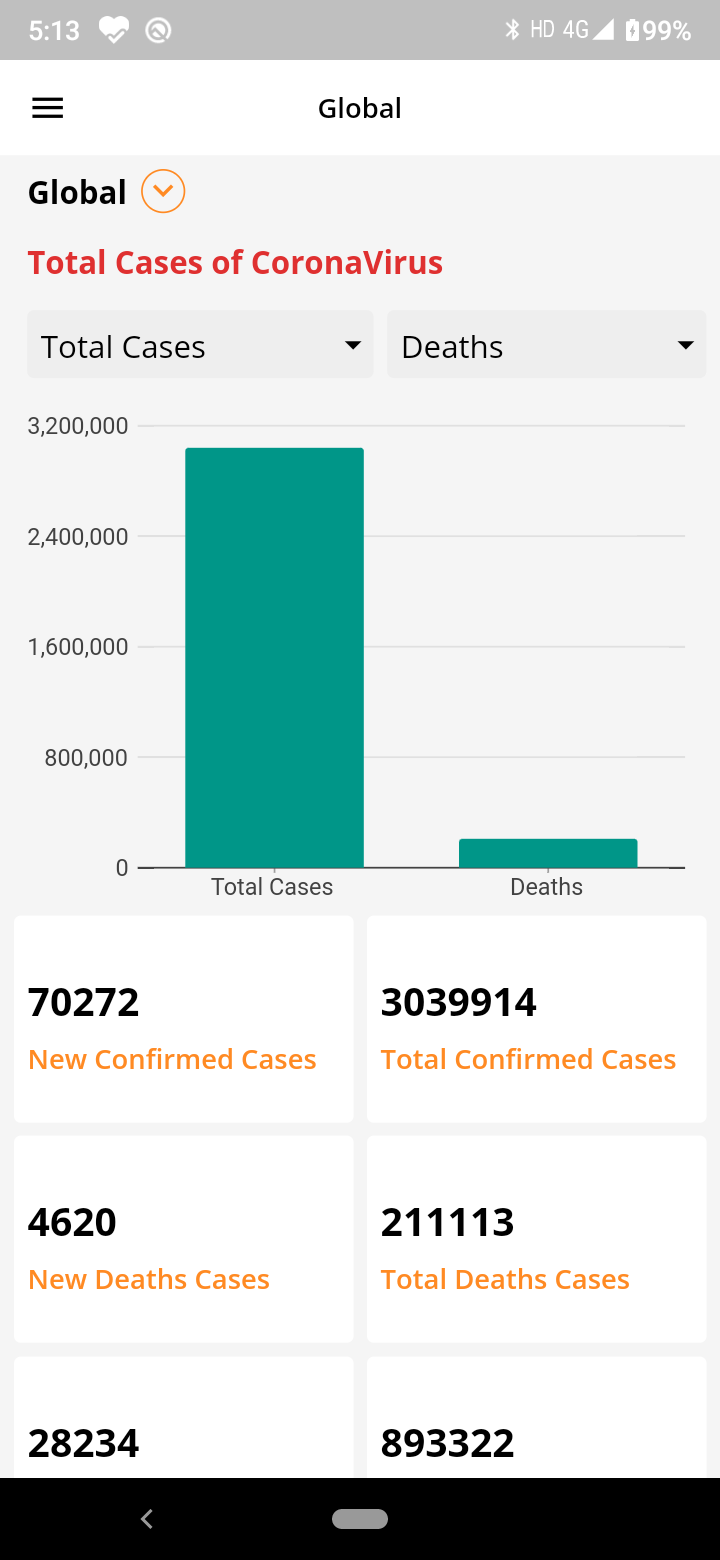 5:13 HD 4G 99%
Global
Global
Total Cases of CoronaVirus
Total Cases Deaths
3,200,000
2,400,000
1,600,000
800,000
0
Total Cases Deaths
70272 3039914
New Confirmed Cases Total Confirmed Cases
4620 211113
New Deaths Cases Total Deaths Cases
28234 893322